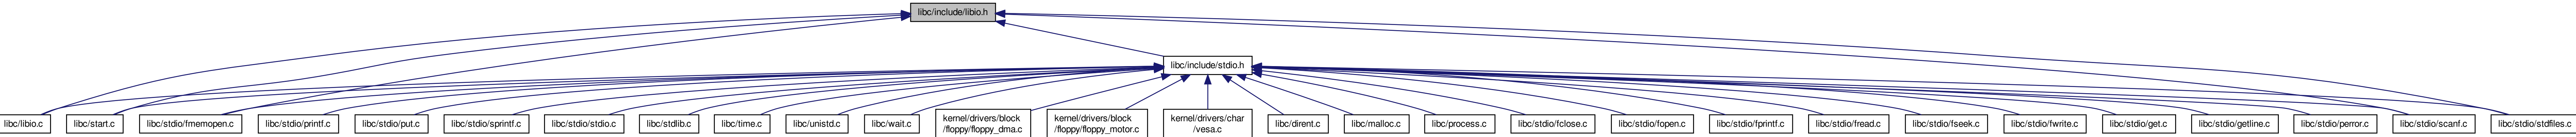 libc/include/libio.h
libc/include/stdio.h
libc/libio.c
libc/start.c
libc/stdio/fmemopen.c
libc/stdio/printf.c
libc/stdio/put.c
libc/stdio/sprintf.c
libc/stdio/stdio.c
libc/stdlib.c
libc/time.c
libc/unistd.c
libc/wait.c
kernel/drivers/block
/floppy/floppy_dma.c
kernel/drivers/block
/floppy/floppy_motor.c
kernel/drivers/char
/vesa.c
libc/dirent.c
libc/malloc.c
libc/process.c
libc/stdio/fclose.c
libc/stdio/fopen.c
libc/stdio/fprintf.c
libc/stdio/fread.c
libc/stdio/fseek.c
libc/stdio/fwrite.c
libc/stdio/get.c
libc/stdio/getline.c
libc/stdio/perror.c
libc/stdio/scanf.c
libc/stdio/stdfiles.c